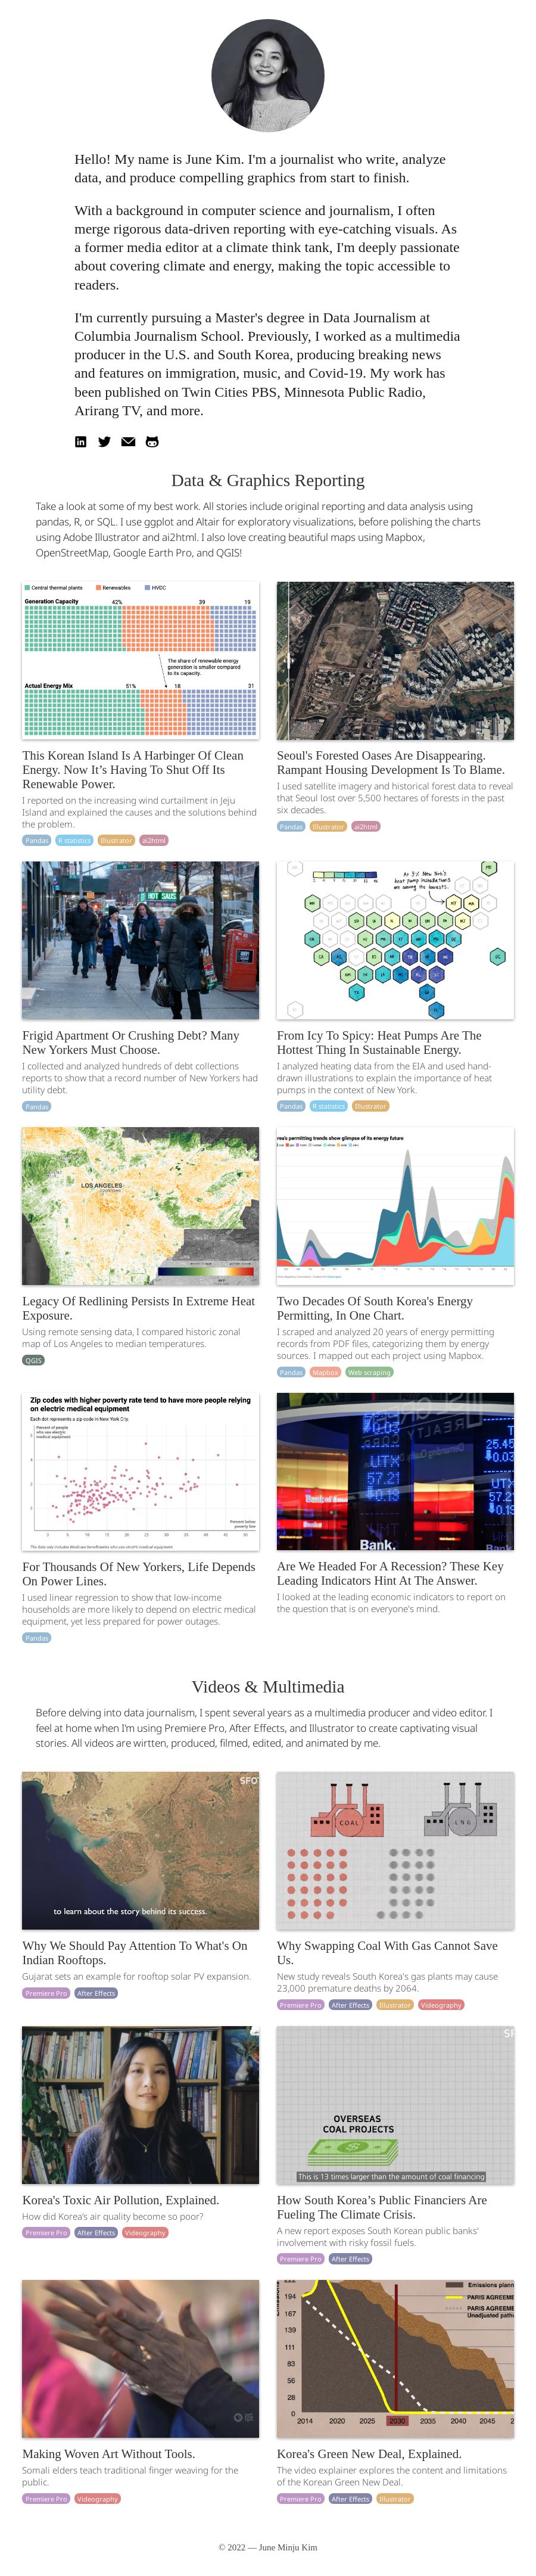 Hello! My name is June Kim. I'm a journalist who write, analyze
data, and produce compelling graphics from start to finish.
With a background in computer science and journalism, I often
merge rigorous data-driven reporting with eye-catching visuals. As
a former media editor at a climate think tank, I'm deeply passionate
about covering climate and energy, making the topic accessible to
readers.
I'm currently pursuing a Master's degree in Data Journalism at
Columbia Journalism School. Previously, I worked as a multimedia
producer in the U.S. and South Korea, producing breaking news
and features on immigration, music, and Covid-19. My work has
been published on Twin Cities PBS, Minnesota Public Radio,
Arirang TV, and more.
Data & Graphics Reporting
Take a look at some of my best work. All stories include original reporting and data analysis using
pandas, R, or SQL. I use ggplot and Altair for exploratory visualizations, before polishing the charts
using Adobe Illustrator and ai2html. I also love creating beautiful maps using Mapbox,
OpenStreetMap, Google Earth Pro, and QGIS!
Central thermal plants Renewables HVDC
Generation Capacity 42% 39 19
The share of renewable energy
generation is smaller compared
to its capacity.
Actual Energy Mix 51% 18 31
This Korean Island Is A Harbinger Of Clean
Energy. Now It’s Having To Shut Off Its
Renewable Power.
I reported on the increasing wind curtailment in Jeju
Island and explained the causes and the solutions behind
the problem.
Pandas R statistics Illustrator ai2html
Seoul's Forested Oases Are Disappearing.
Rampant Housing Development Is To Blame.
I used satellite imagery and historical forest data to reveal
that Seoul lost over 5,500 hectares of forests in the past
six decades.
Pandas Illustrator ai2html
HOT SAUS
Frigid Apartment Or Crushing Debt? Many
New Yorkers Must Choose.
I collected and analyzed hundreds of debt collections
reports to show that a record number of New Yorkers had
utility debt.
Pandas
At 3% New York's
heat pump installations
are among the lowest.
From Icy To Spicy: Heat Pumps Are The
Hottest Thing In Sustainable Energy.
I analyzed heating data from the EIA and used hand-
drawn illustrations to explain the importance of heat
pumps in the context of New York.
Pandas R statistics Illustrator
LOS ANGELES
Legacy Of Redlining Persists In Extreme Heat
Exposure.
Using remote sensing data, I compared historic zonal
map of Los Angeles to median temperatures.
QGIS
rea's permitting trends show glimpse of its energy future
Two Decades Of South Korea's Energy
Permitting, In One Chart.
I scraped and analyzed 20 years of energy permitting
records from PDF files, categorizing them by energy
sources. I mapped out each project using Mapbox.
Pandas Mapbox Web scraping
Zip codes with higher poverty rate tend to have more people relying
on electric medical equipment
Each dot represents a zip code in New York City.
Percent of people
who use electric
medical equipment
Percent below
poverty line
For Thousands Of New Yorkers, Life Depends
On Power Lines.
I used linear regression to show that low-income
households are more likely to depend on electric medical
equipment, yet less prepared for power outages.
Pandas
UTX
57.21
Bank.
Are We Headed For A Recession? These Key
Leading Indicators Hint At The Answer.
I looked at the leading economic indicators to report on
the question that is on everyone's mind.
Videos & Multimedia
Before delving into data journalism, I spent several years as a multimedia producer and video editor. I
feel at home when I’m using Premiere Pro, After Effects, and Illustrator to create captivating visual
stories. All videos are wirtten, produced, filmed, edited, and animated by me.
to learn about the story behind its success.
Why We Should Pay Attention To What's On
Indian Rooftops.
Gujarat sets an example for rooftop solar PV expansion.
Premiere Pro After Effects
COAL LNG
Why Swapping Coal With Gas Cannot Save
Us.
New study reveals South Korea's gas plants may cause
23,000 premature deaths by 2064.
Premiere Pro After Effects Illustrator Videography
Korea's Toxic Air Pollution, Explained.
How did Korea’s air quality become so poor?
Premiere Pro After Effects Videography
OVERSEAS
COAL PROJECTS
This is 13 times larger than the amount of coal financing
How South Korea’s Public Financiers Are
Fueling The Climate Crisis.
A new report exposes South Korean public banks'
involvement with risky fossil fuels.
Premiere Pro After Effects
Making Woven Art Without Tools.
Somali elders teach traditional finger weaving for the
public.
Premiere Pro Videography
Emissions plann
PARIS AGREEME
PARIS AGREEME
Unadjusted path
194
167
139
111
83
56
28
0
2014 2020 2025 2030 2035 2040 2045 2
Korea's Green New Deal, Explained.
The video explainer explores the content and limitations
of the Korean Green New Deal.
Premiere Pro After Effects Illustrator
© 2022 — June Minju Kim